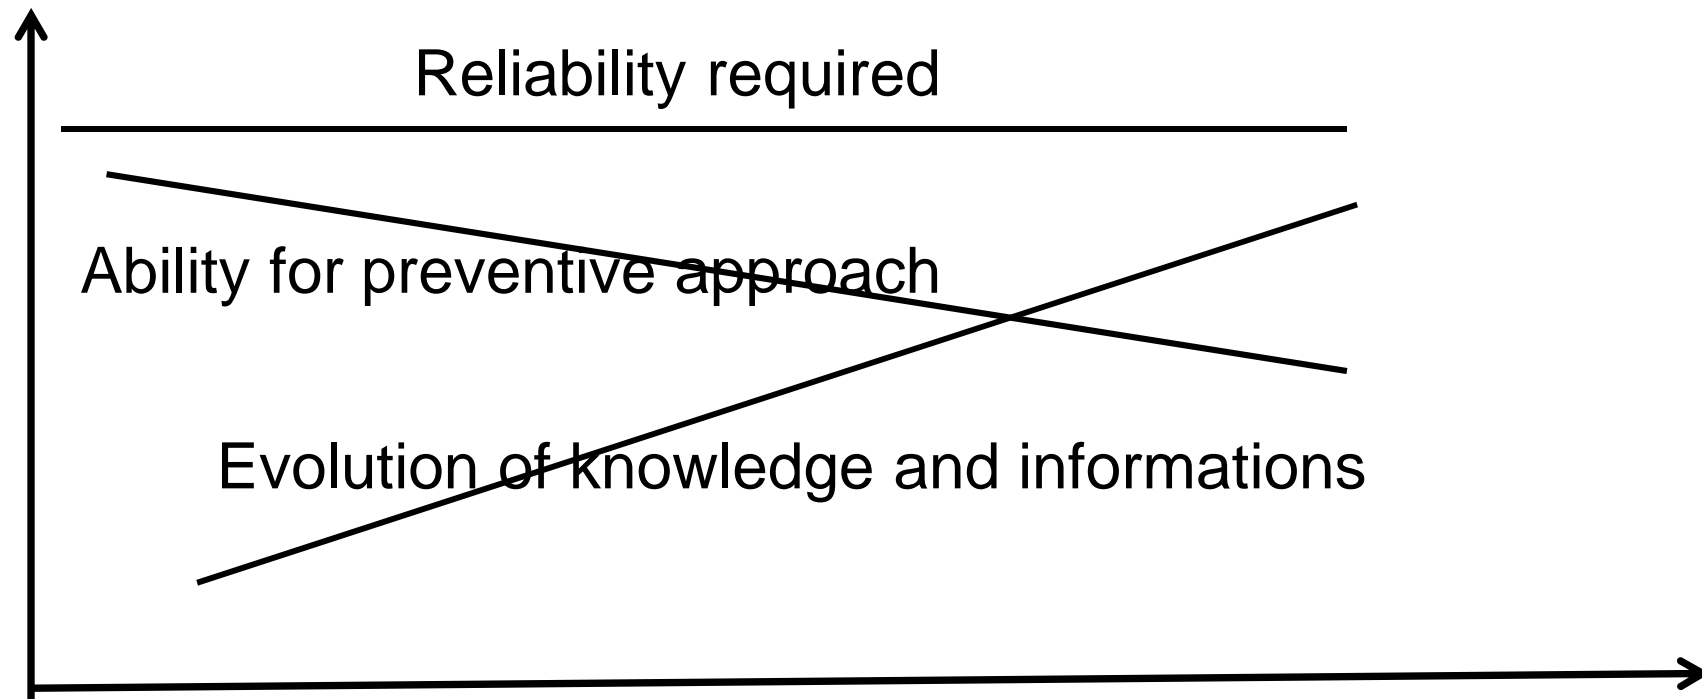 Reliability required
Ability for preventive approach
Evolution of knowledge and informations